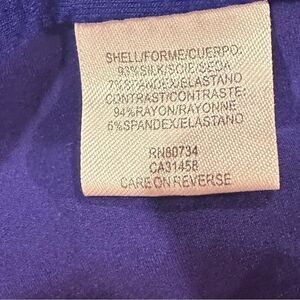 SHELL/FORME/CUERPO:
93%SILK/SOIE/SEDA
7%SPANDEX/ELASTANO
CONTRAST/CONTRASTE:
94%RAYON/RAYONNE
6%SPANDEX/ELASTANO
RN80734
CA31458
CARE ON REVERSE